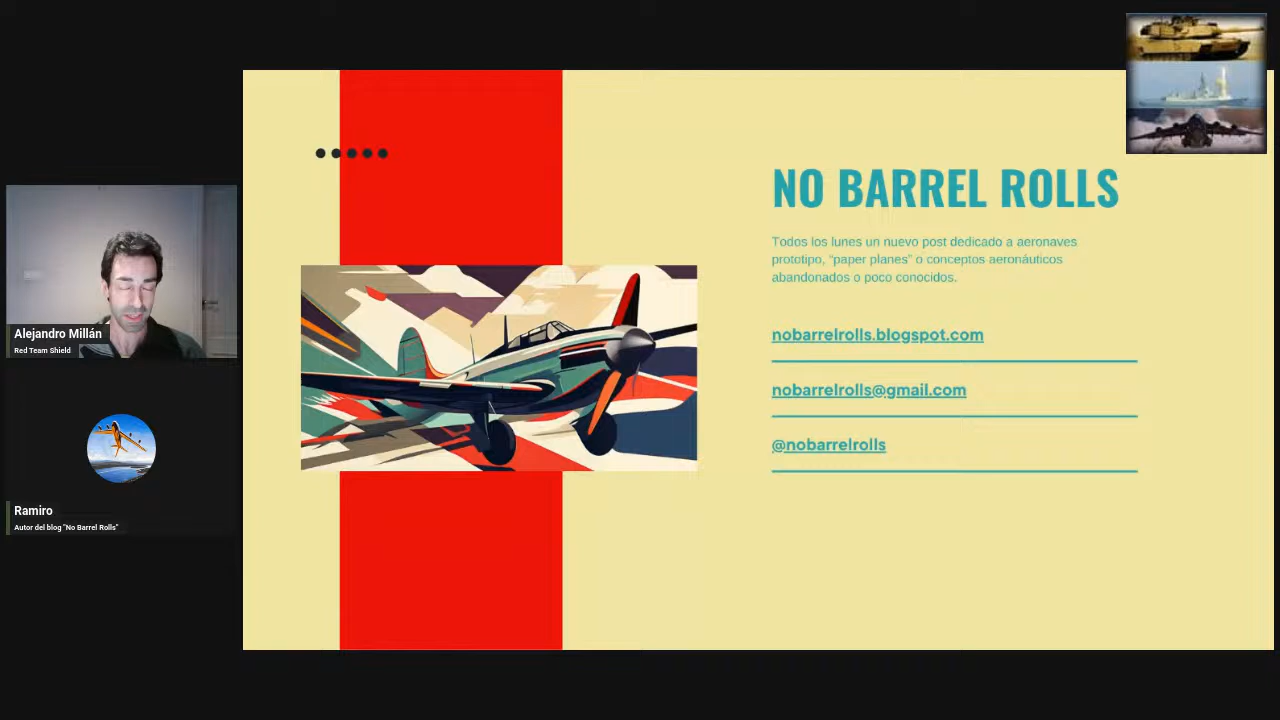 NO BARREL ROLLS
Todos los lunes un nuevo post dedicado a aeronaves
prototipo, “paper planes” o conceptos aeronáuticos
abandonados o poco conocidos.
nobarrelrolls.blogspot.com
nobarrelrolls@gmail.com
@nobarrelrolls
Alejandro Millán
Red Team Shield
Ramiro
Autor del blog "No Barrel Rolls"